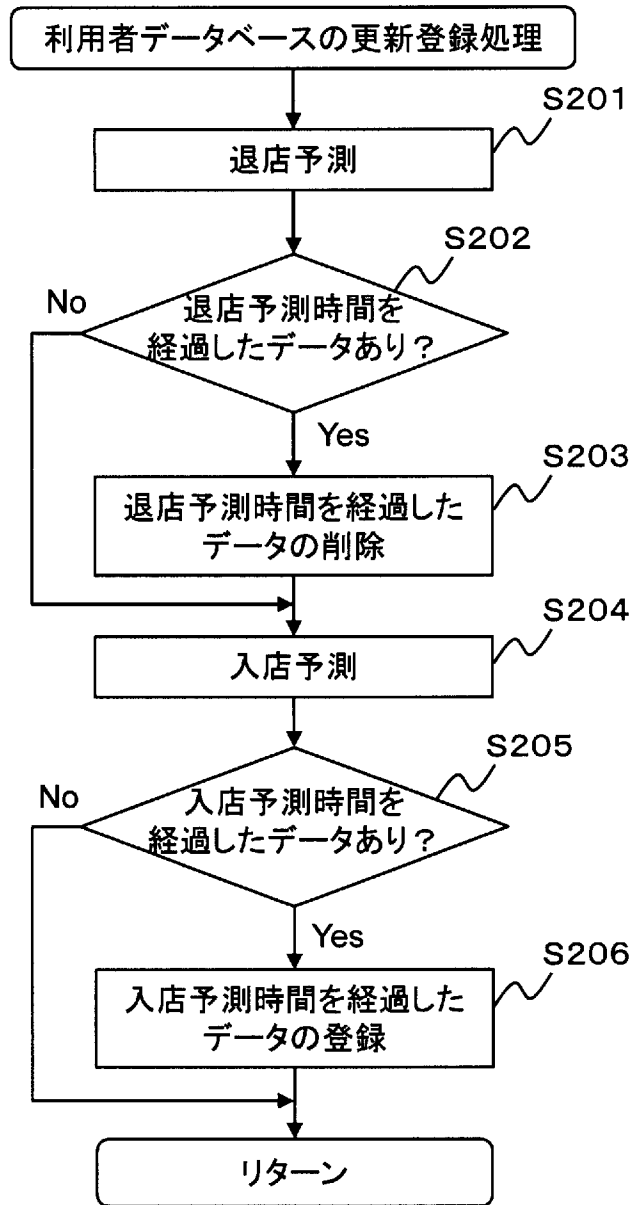 利用者データベースの更新登録処理
S201
退店予測
S202
No
退店予測時間を
経過したデータあり？
Yes
S203
退店予測時間を経過した
データの削除
S204
入店予測
S205
No
入店予測時間を
経過したデータあり？
Yes
S206
入店予測時間を経過した
データの登録
リターン